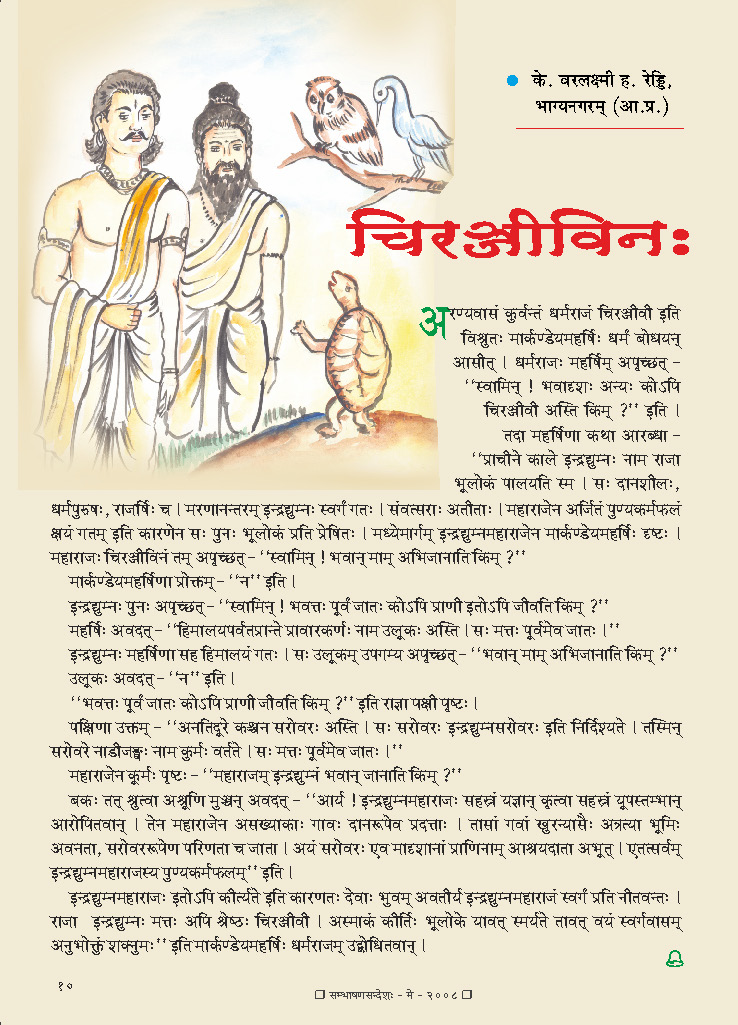 के. वरलक्ष्मी ह. रेड्डि,
भाग्यनगरम् (आ.प्र.)
चिरञ्जीविनः
अरण्यवासं कुर्वन्तं धर्मराजं चिरञ्जीवी इति
विश्रुतः मार्कण्डेयमहर्षिः धर्मं बोधयन्
आसीत् । धर्मराजः महर्षिम् अपृच्छत् -
‘‘स्वामिन् ! भवादृशः अन्यः कोऽपि
चिरञ्जीवी अस्ति किम् ?’’ इति ।
तदा महर्षिणा कथा आरब्धा -
‘‘प्राचीने काले इन्द्रद्युम्नः नाम राजा
भूलोकं पालयति स्म । सः दानशीलः,
धर्मपुरुषः, राजर्षिः च । मरणानन्तरम् इन्द्रद्युम्नः स्वर्गं गतः । संवत्सराः अतीताः । महाराजेन अर्जितं पुण्यकर्मफलं
क्षयं गतम् इति कारणेन सः पुनः भूलोकं प्रति प्रेषितः । मध्येमार्गम् इन्द्रद्युम्नमहाराजेन मार्कण्डेयमहर्षिः दृष्टः ।
महाराजः चिरञ्जीविनं तम् अपृच्छत् - ‘‘स्वामिन् ! भवान् माम् अभिजानाति किम् ?’’
मार्कण्डेयमहर्षिणा प्रोक्तम् - ‘‘न’’ इति ।
इन्द्रद्युम्नः पुनः अपृच्छत् - ‘‘स्वामिन् ! भवत्तः पूर्वं जातः कोऽपि प्राणी इतोऽपि जीवति किम् ?’’
महर्षिः अवदत् - ‘‘हिमालयपर्वतप्रान्ते प्रावारकर्णः नाम उलूकः अस्ति । सः मत्तः पूर्वमेव जातः ।’’
इन्द्रद्युम्नः महर्षिणा सह हिमालयं गतः । सः उलूकम् उपगम्य अपृच्छत् - ‘‘भवान् माम् अभिजानाति किम् ?’’
उलूकः अवदत् - ‘‘न’’ इति ।
‘‘भवत्तः पूर्वं जातः कोऽपि प्राणी जीवति किम् ?’’ इति राज्ञा पक्षी पृष्टः ।
पक्षिणा उक्तम् - ‘‘अनतिदूरे कश्चन सरोवरः अस्ति । सः सरोवरः इन्द्रद्युम्नसरोवरः इति निर्दिश्यते । तस्मिन्
सरोवरे नाडीजङ्घः नाम कुर्मः वर्तते । सः मत्तः पूर्वमेव जातः ।’’
महाराजेन कूर्मः पृष्टः - ‘‘महाराजम् इन्द्रद्युम्नं भवान् जानाति किम् ?’’
बकः तत् श्रुत्वा अश्रूणि मुञ्चन् अवदत् - ‘‘आर्य ! इन्द्रद्युम्नमहाराजः सहस्रं यज्ञान् कृत्वा सहस्रं यूपस्तम्भान्
आरोपितवान् । तेन महाराजेन असख्याकाः गावः दानरूपेव प्रदत्ताः । तासां गवां खुरन्यासैः अत्रत्या भूमिः
अवनता, सरोवररूपेण परिणता च जाता । अयं सरोवरः एव मादृशानां प्राणिनाम् आश्रयदाता अभूत् । एतत्सर्वम्
इन्द्रद्युम्नमहाराजस्य पुण्यकर्मफलम्’’ इति ।
इन्द्रद्युम्नमहाराजः इतोऽपि कीर्त्यते इति कारणतः देवाः भुवम् अवतीर्य इन्द्रद्युम्नमहाराजं स्वर्गं प्रति नीतवन्तः ।
राजा इन्द्रद्युम्नः मत्तः अपि श्रेष्ठः चिरञ्जीवी । अस्माकं कीर्तिः भूलोके यावत् स्मर्यते तावत् वयं स्वर्गवासम्
अनुभोक्तुं शक्नुमः’’ इति मार्कण्डेयमहर्षिः धर्मराजम् उद्बोधितवान् ।
१०
सम्भाषणसन्देशः - मे - २००८